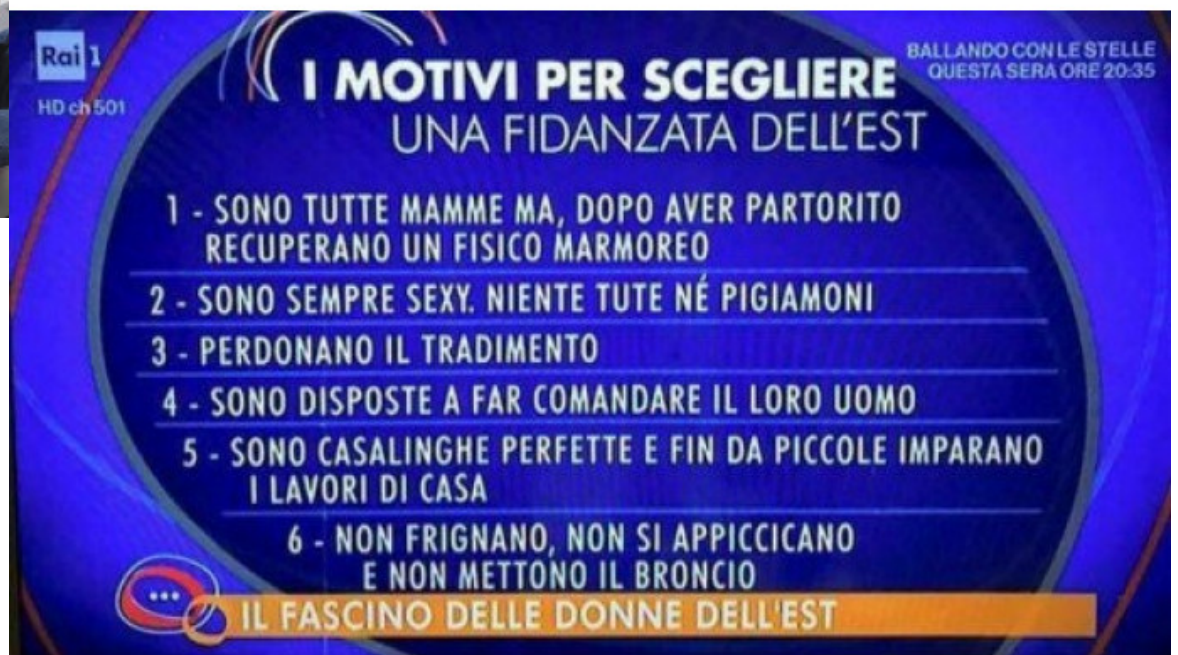 Rai 1
HD ch 501
BALLANDO CON LE STELLE
QUESTA SERA ORE 20:35
I MOTIVI PER SCEGLIERE
UNA FIDANZATA DELL'EST
1 - SONO TUTTE MAMME MA, DOPO AVER PARTORITO
RECUPERANO UN FISICO MARMOREO
2 - SONO SEMPRE SEXY. NIENTE TUTE NÉ PIGIAMONI
3 - PERDONANO IL TRADIMENTO
4 - SONO DISPOSTE A FAR COMANDARE IL LORO UOMO
5 - SONO CASALINGHE PERFETTE E FIN DA PICCOLE IMPARANO
I LAVORI DI CASA
6 - NON FRIGNANO, NON SI APPICCICANO
E NON METTONO IL BRONCIO
IL FASCINO DELLE DONNE DELL'EST